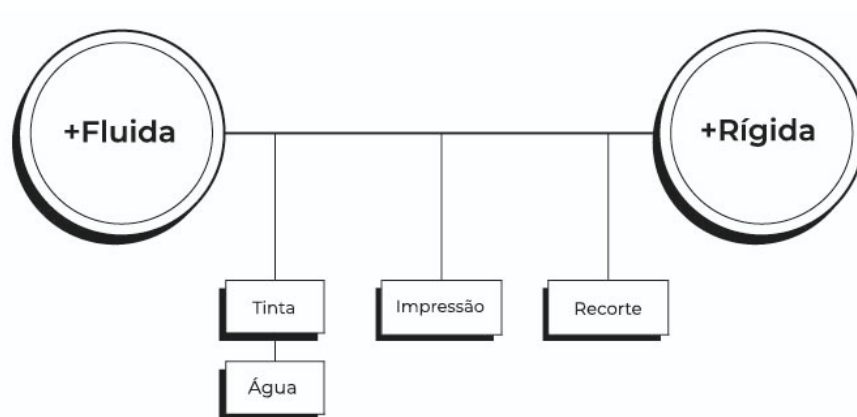 +Fluida
+Rígida
Tinta
Impressão
Recorte
Água